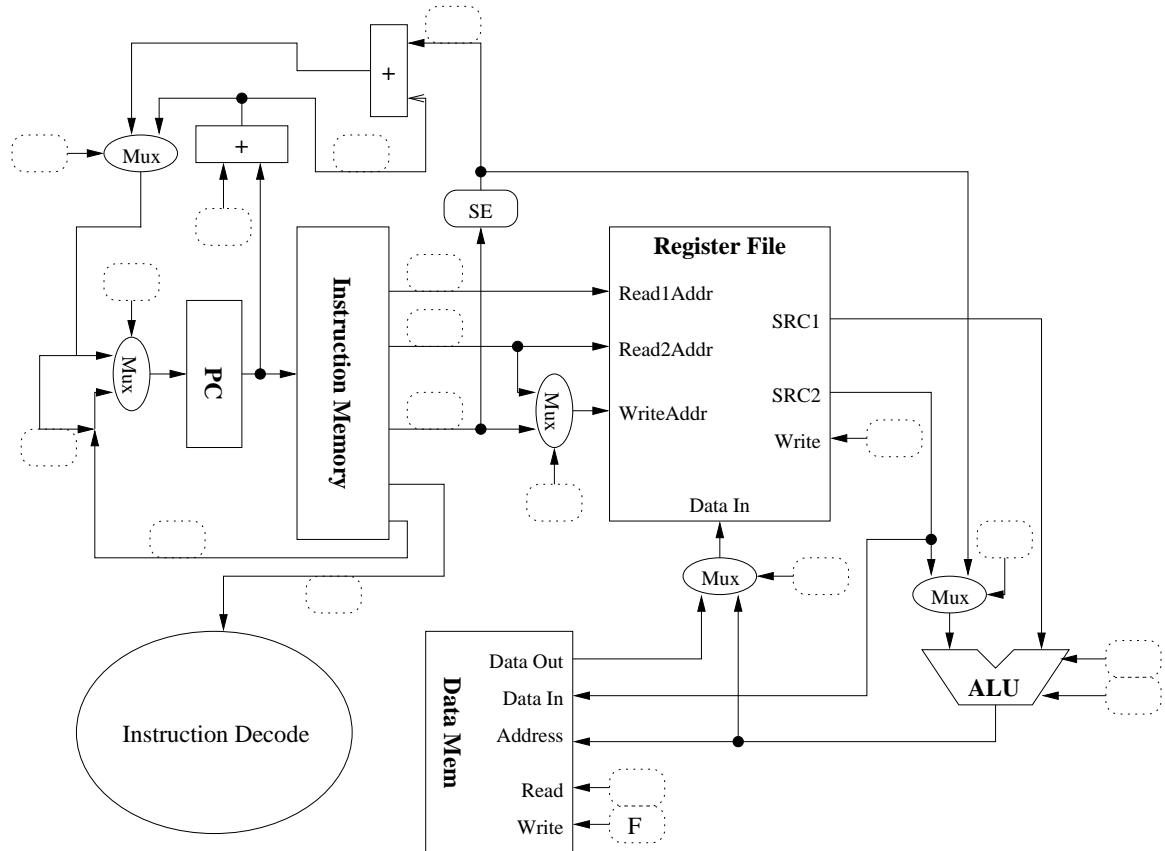 +
+
Mux
SE
Register File
Read1Addr
SRC1
Read2Addr
Mux
PC
Instruction Memory
SRC2
Mux
WriteAddr
Write
Data In
Mux
Mux
Data Out
ALU
Data In
Data Mem
Instruction Decode
Address
Read
Write
F